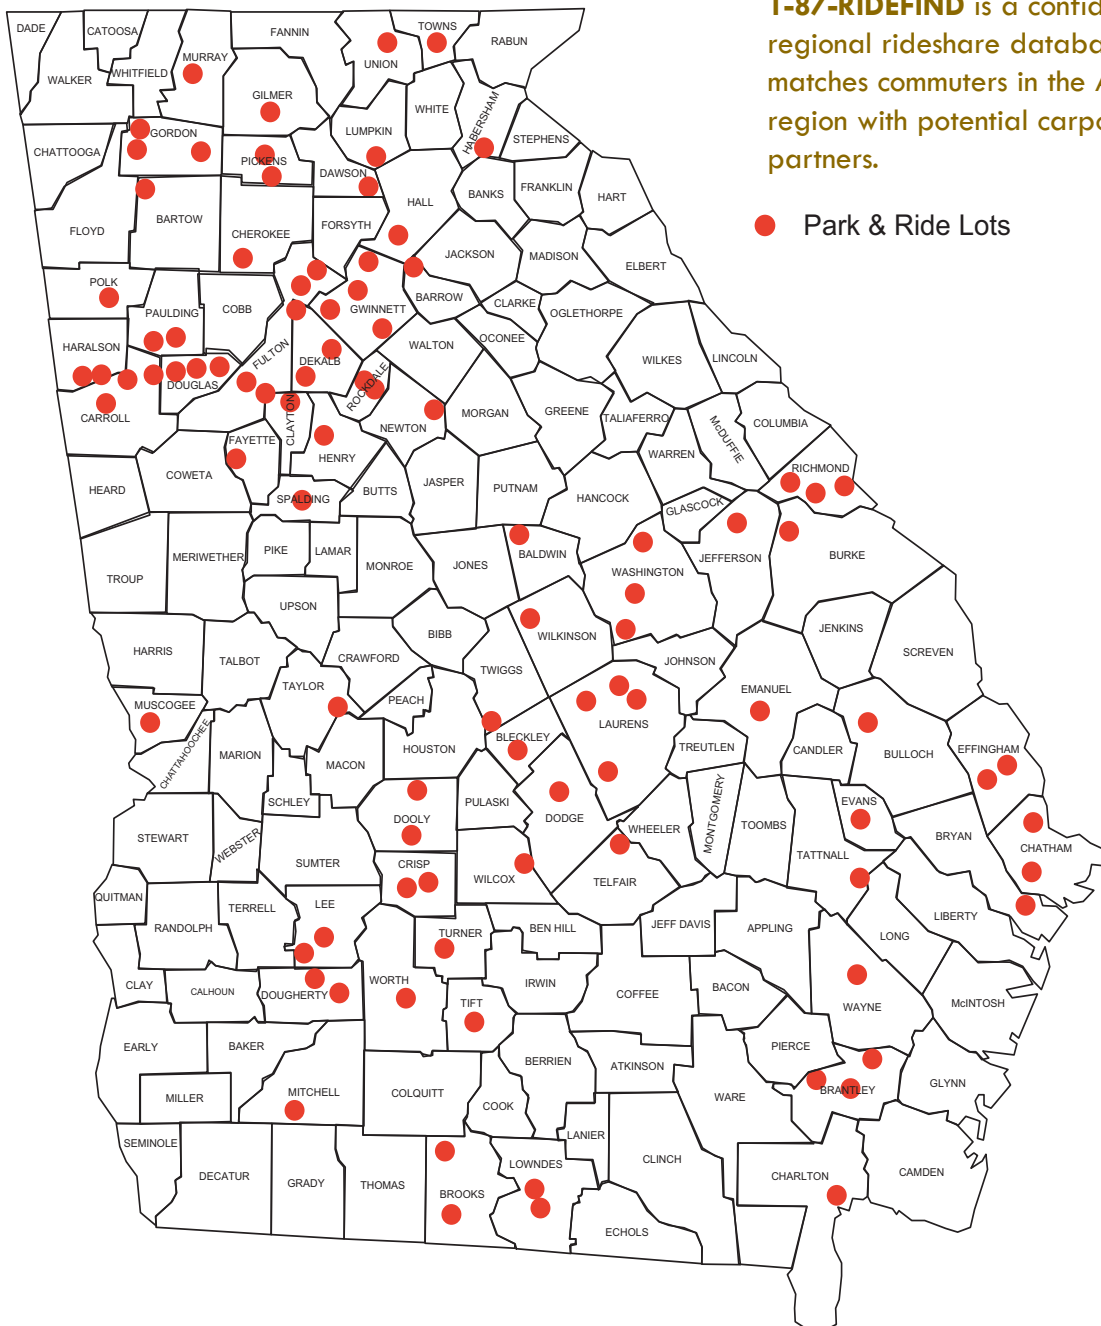 1-87-RIDEFIND is a confid
regional rideshare databa
matches commuters in the A
region with potential carpo
partners.
Park & Ride Lots
DADE
CATOOSA
FANNIN
TOWNS
RABUN
WALKER
WHITFIELD
MURRAY
UNION
GILMER
WHITE
HABERSHAM
LUMPKIN
STEPHENS
CHATTOOGA
GORDON
PICKENS
DAWSON
BANKS
FRANKLIN
HART
HALL
FLOYD
BARTOW
CHEROKEE
FORSYTH
JACKSON
MADISON
ELBERT
POLK
PAULDING
COBB
GWINNETT
BARROW
CLARKE
OGLETHORPE
OCONEE
WALTON
HARALSON
FULTON
DEKALB
WILKES
LINCOLN
DOUGLAS
ROCKDALE
CARROLL
CLAYTON
NEWTON
MORGAN
GREENE
TALIAFERRO
McDUFFIE
COLUMBIA
FAYETTE
HENRY
WARREN
RICHMOND
HEARD
COWETA
SPALDING
BUTTS
JASPER
PUTNAM
HANCOCK
GLASCOCK
TROUP
MERIWETHER
PIKE
LAMAR
MONROE
JONES
BALDWIN
WASHINGTON
JEFFERSON
BURKE
UPSON
HARRIS
TALBOT
CRAWFORD
BIBB
WILKINSON
JENKINS
SCREVEN
TAYLOR
TWIGGS
JOHNSON
EMANUEL
MUSCOGEE
PEACH
LAURENS
CHATTAHOOCHEE
MARION
MACON
HOUSTON
BLECKLEY
TREUTLEN
CANDLER
BULLOCH
EFFINGHAM
SCHLEY
DOOLY
PULASKI
DODGE
WHEELER
MONTGOMERY
TOOMBS
EVANS
STEWART
WEBSTER
SUMTER
CRISP
WILCOX
TELFAIR
TATTNALL
BRYAN
CHATHAM
QUITMAN
RANDOLPH
TERRELL
LEE
TURNER
BEN HILL
JEFF DAVIS
APPLING
LONG
LIBERTY
CLAY
CALHOUN
DOUGHERTY
WORTH
TIFT
IRWIN
COFFEE
BACON
WAYNE
McINTOSH
EARLY
BAKER
BERRIEN
ATKINSON
PIERCE
MILLER
MITCHELL
COLQUITT
COOK
WARE
BRANTLEY
GLYNN
SEMINOLE
LANIER
DECATUR
GRADY
THOMAS
BROOKS
LOWNDES
CLINCH
CHARLTON
CAMDEN
ECHOLS